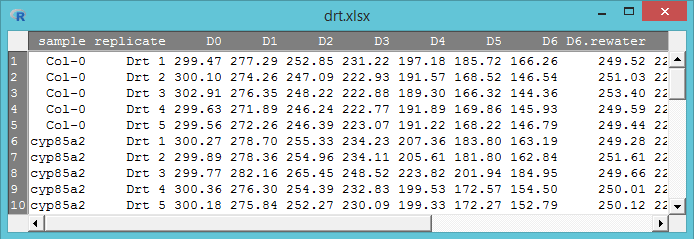 R drt.xlsx
sample replicate D0 D1 D2 D3 D4 D5 D6 D6.rewater
1 Col-0 Drt 1 299.47 277.29 252.85 231.22 197.18 185.72 166.26 249.52 22
2 Col-0 Drt 2 300.10 274.26 247.09 222.93 191.57 168.52 146.54 251.03 22
3 Col-0 Drt 3 302.91 276.35 248.22 222.88 189.30 166.32 144.36 253.40 22
4 Col-0 Drt 4 299.63 271.89 246.24 222.77 191.89 169.86 145.93 249.59 22
5 Col-0 Drt 5 299.56 272.26 246.39 223.07 191.22 168.22 146.79 249.44 22
6 cyp85a2 Drt 1 300.27 278.70 255.33 234.23 207.36 183.80 163.19 249.28 22
7 cyp85a2 Drt 2 299.89 278.36 254.96 234.11 205.61 181.80 162.84 251.61 22
8 cyp85a2 Drt 3 299.77 282.16 265.45 248.52 223.82 201.94 184.95 249.66 22
9 cyp85a2 Drt 4 300.36 276.30 254.39 232.83 199.53 172.57 154.50 250.01 22
10 cyp85a2 Drt 5 300.18 275.84 252.27 230.09 199.33 172.27 152.79 250.12 22